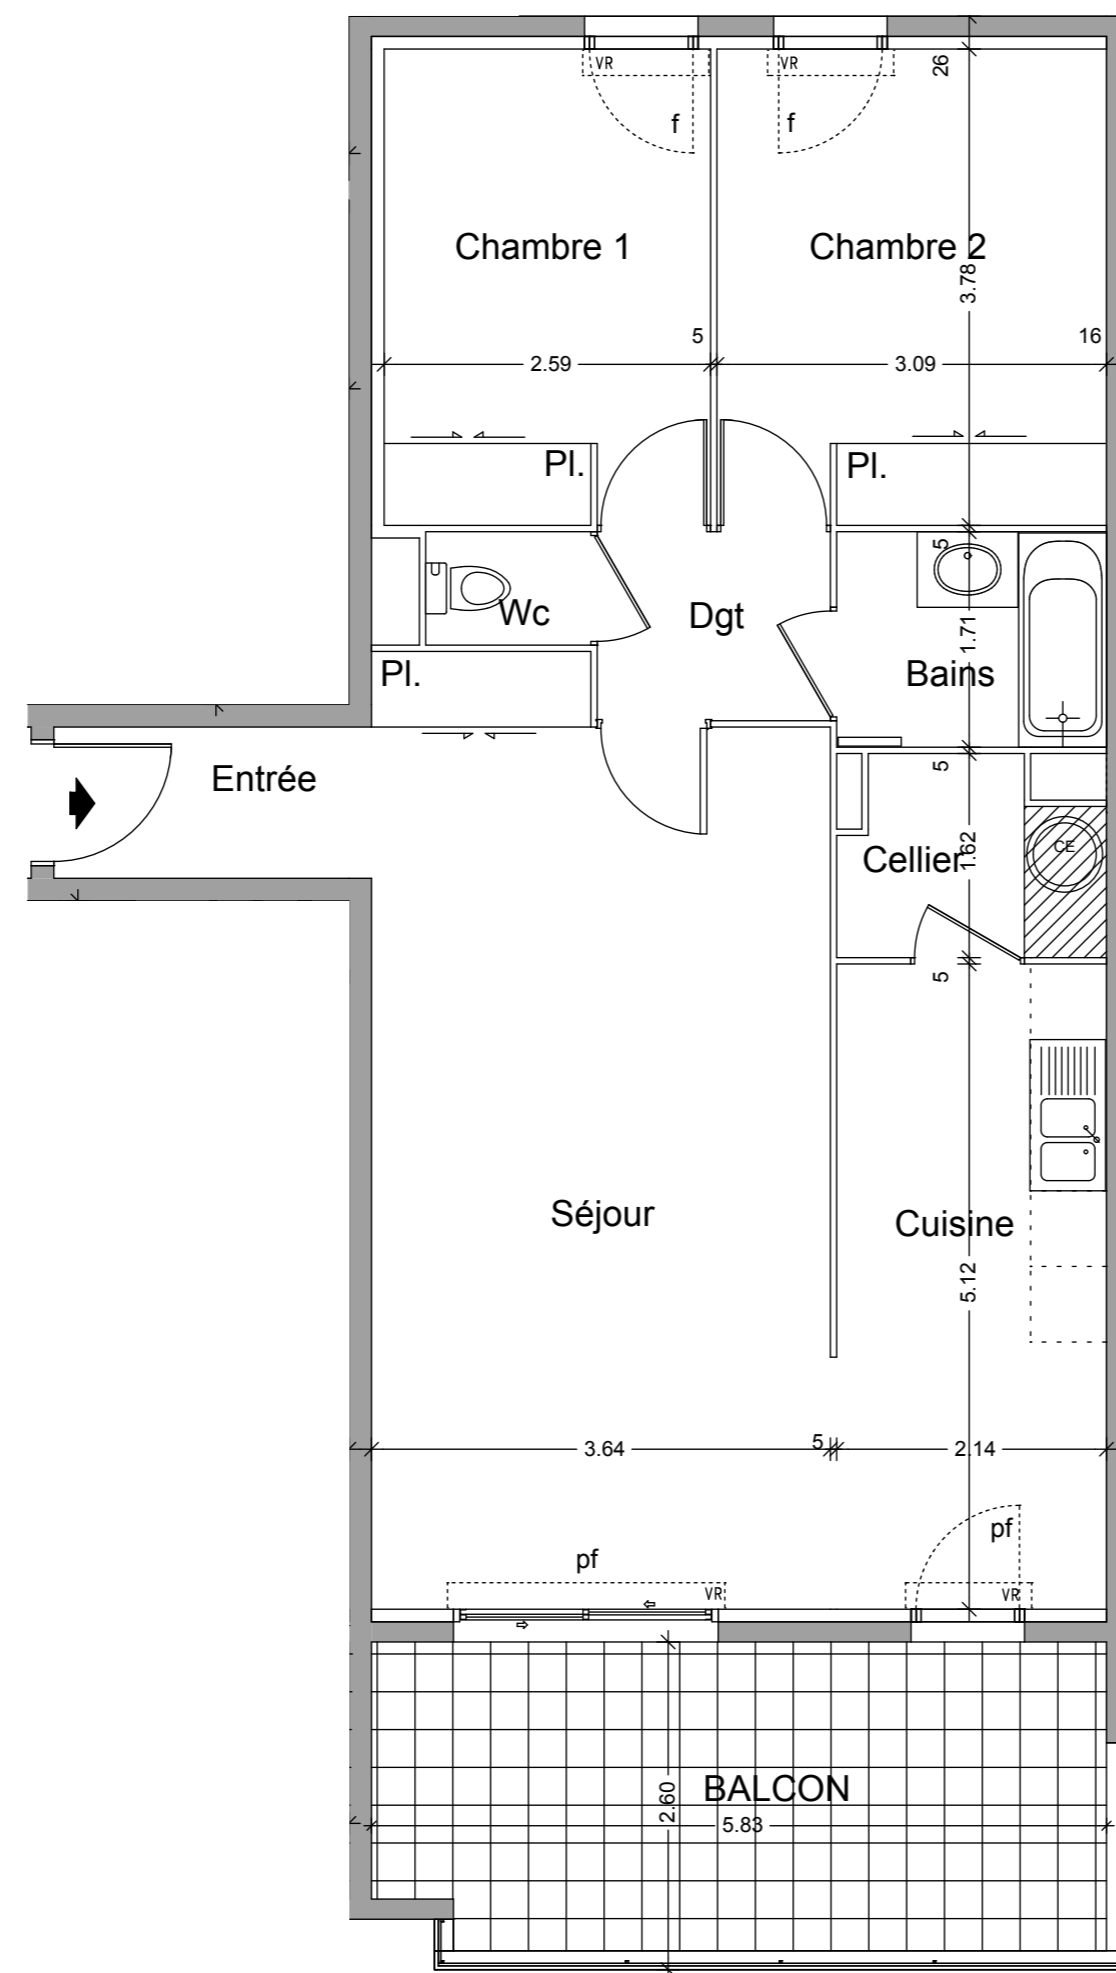 VR
VR
26
f
f
Chambre 1
Chambre 2
3.78
5
16
2.59
3.09
Pl.
Pl.
5
Wc
Dgt
1.71
Pl.
Bains
Entrée
5
Cellier
1.62
CE
5
Séjour
Cuisine
5.12
3.64
5
2.14
pf
pf
VR
VR
BALCON
2.60
5.83